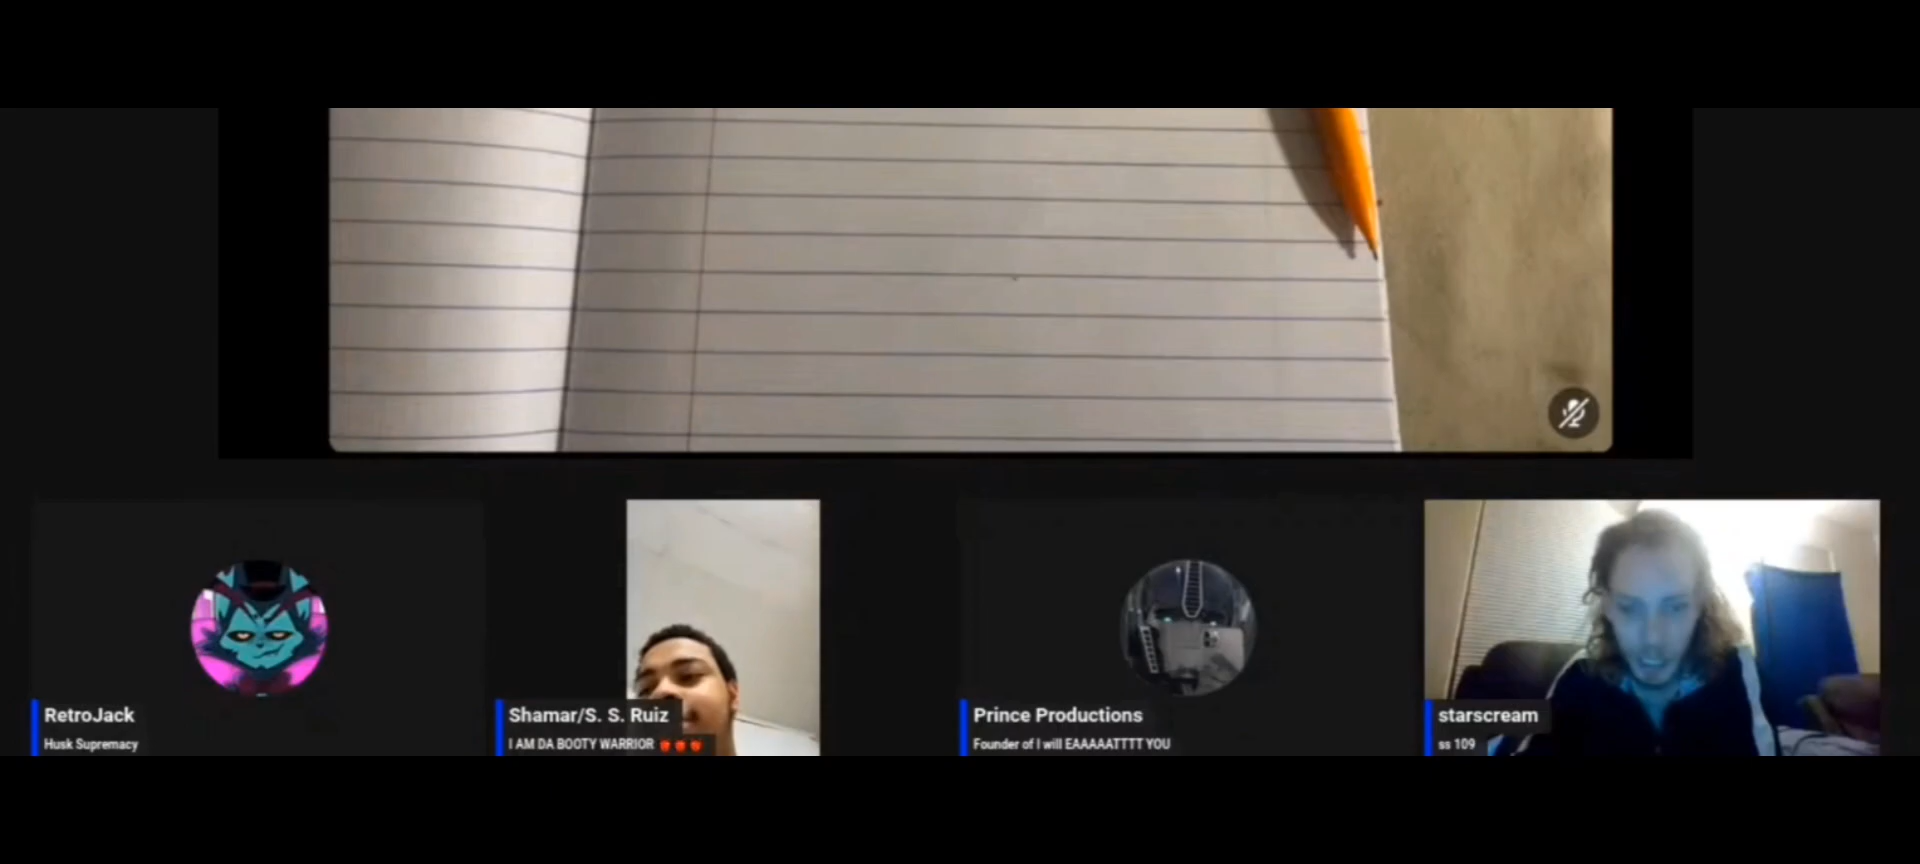 RetroJack
Husk Supremacy
Shamar/S. S. Ruiz
I AM DA BOOTY WARRIOR 🍎🍎🍎
Prince Productions
Founder of I will EAAAAATTTT YOU
starscream
ss 109